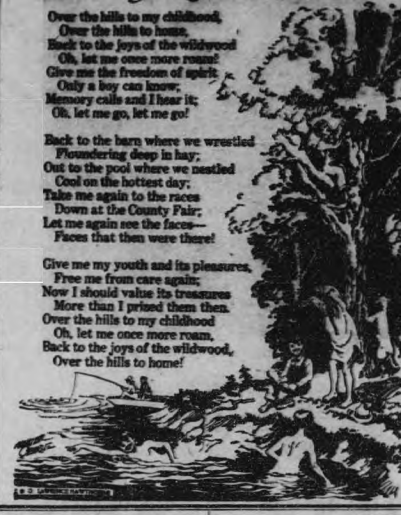 Over the hills to my childhood,
Over the hills to home,
Back to the joys of the wildwood
Oh, let me once more roam!
Give me the freedom of spirit
Only a boy can know;
Memory calls and I hear it;
Oh, let me go, let me go!
Back to the barn where we wrestled
Floundering deep in hay;
Out to the pool where we nestled
Cool on the hottest day;
Take me again to the races
Down at the County Fair;
Let me again see the faces—
Faces that then were there!
Give me my youth and its pleasures,
Free me from care again;
Now I should value its treasures
More than I prized them then.
Over the hills to my childhood
Oh, let me once more roam,
Back to the joys of the wildwood,
Over the hills to home!
LAWRENCE HAWTHORNE